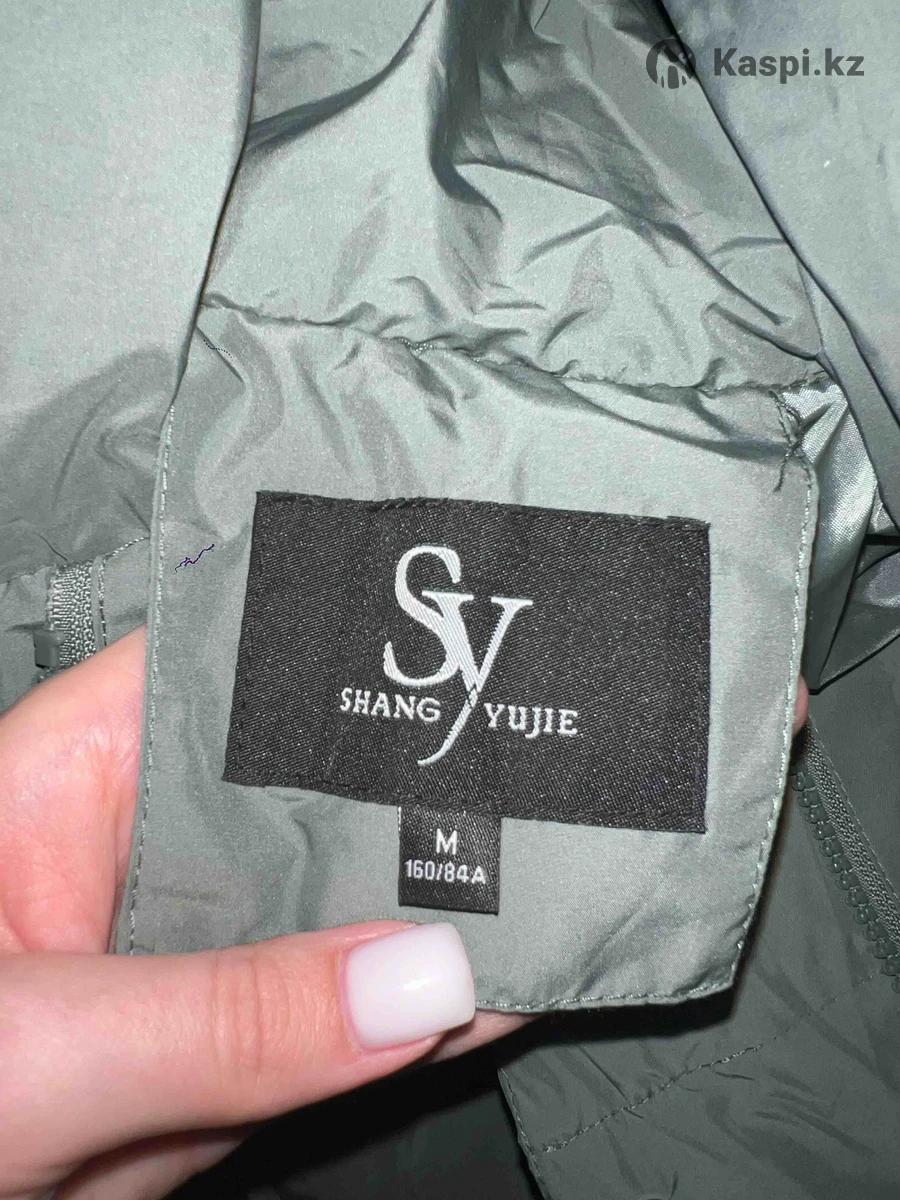 Kaspi.kz
Sy
SHANG YUJIE
M
160/84A